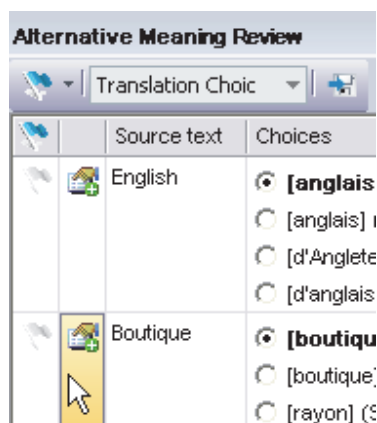 Alternative Meaning Review
Translation Choic
Source text Choices
English [anglais
[anglais]
[d'Anglete
[d'anglais
Boutique [boutiqu
[boutique]
[rayon] (S